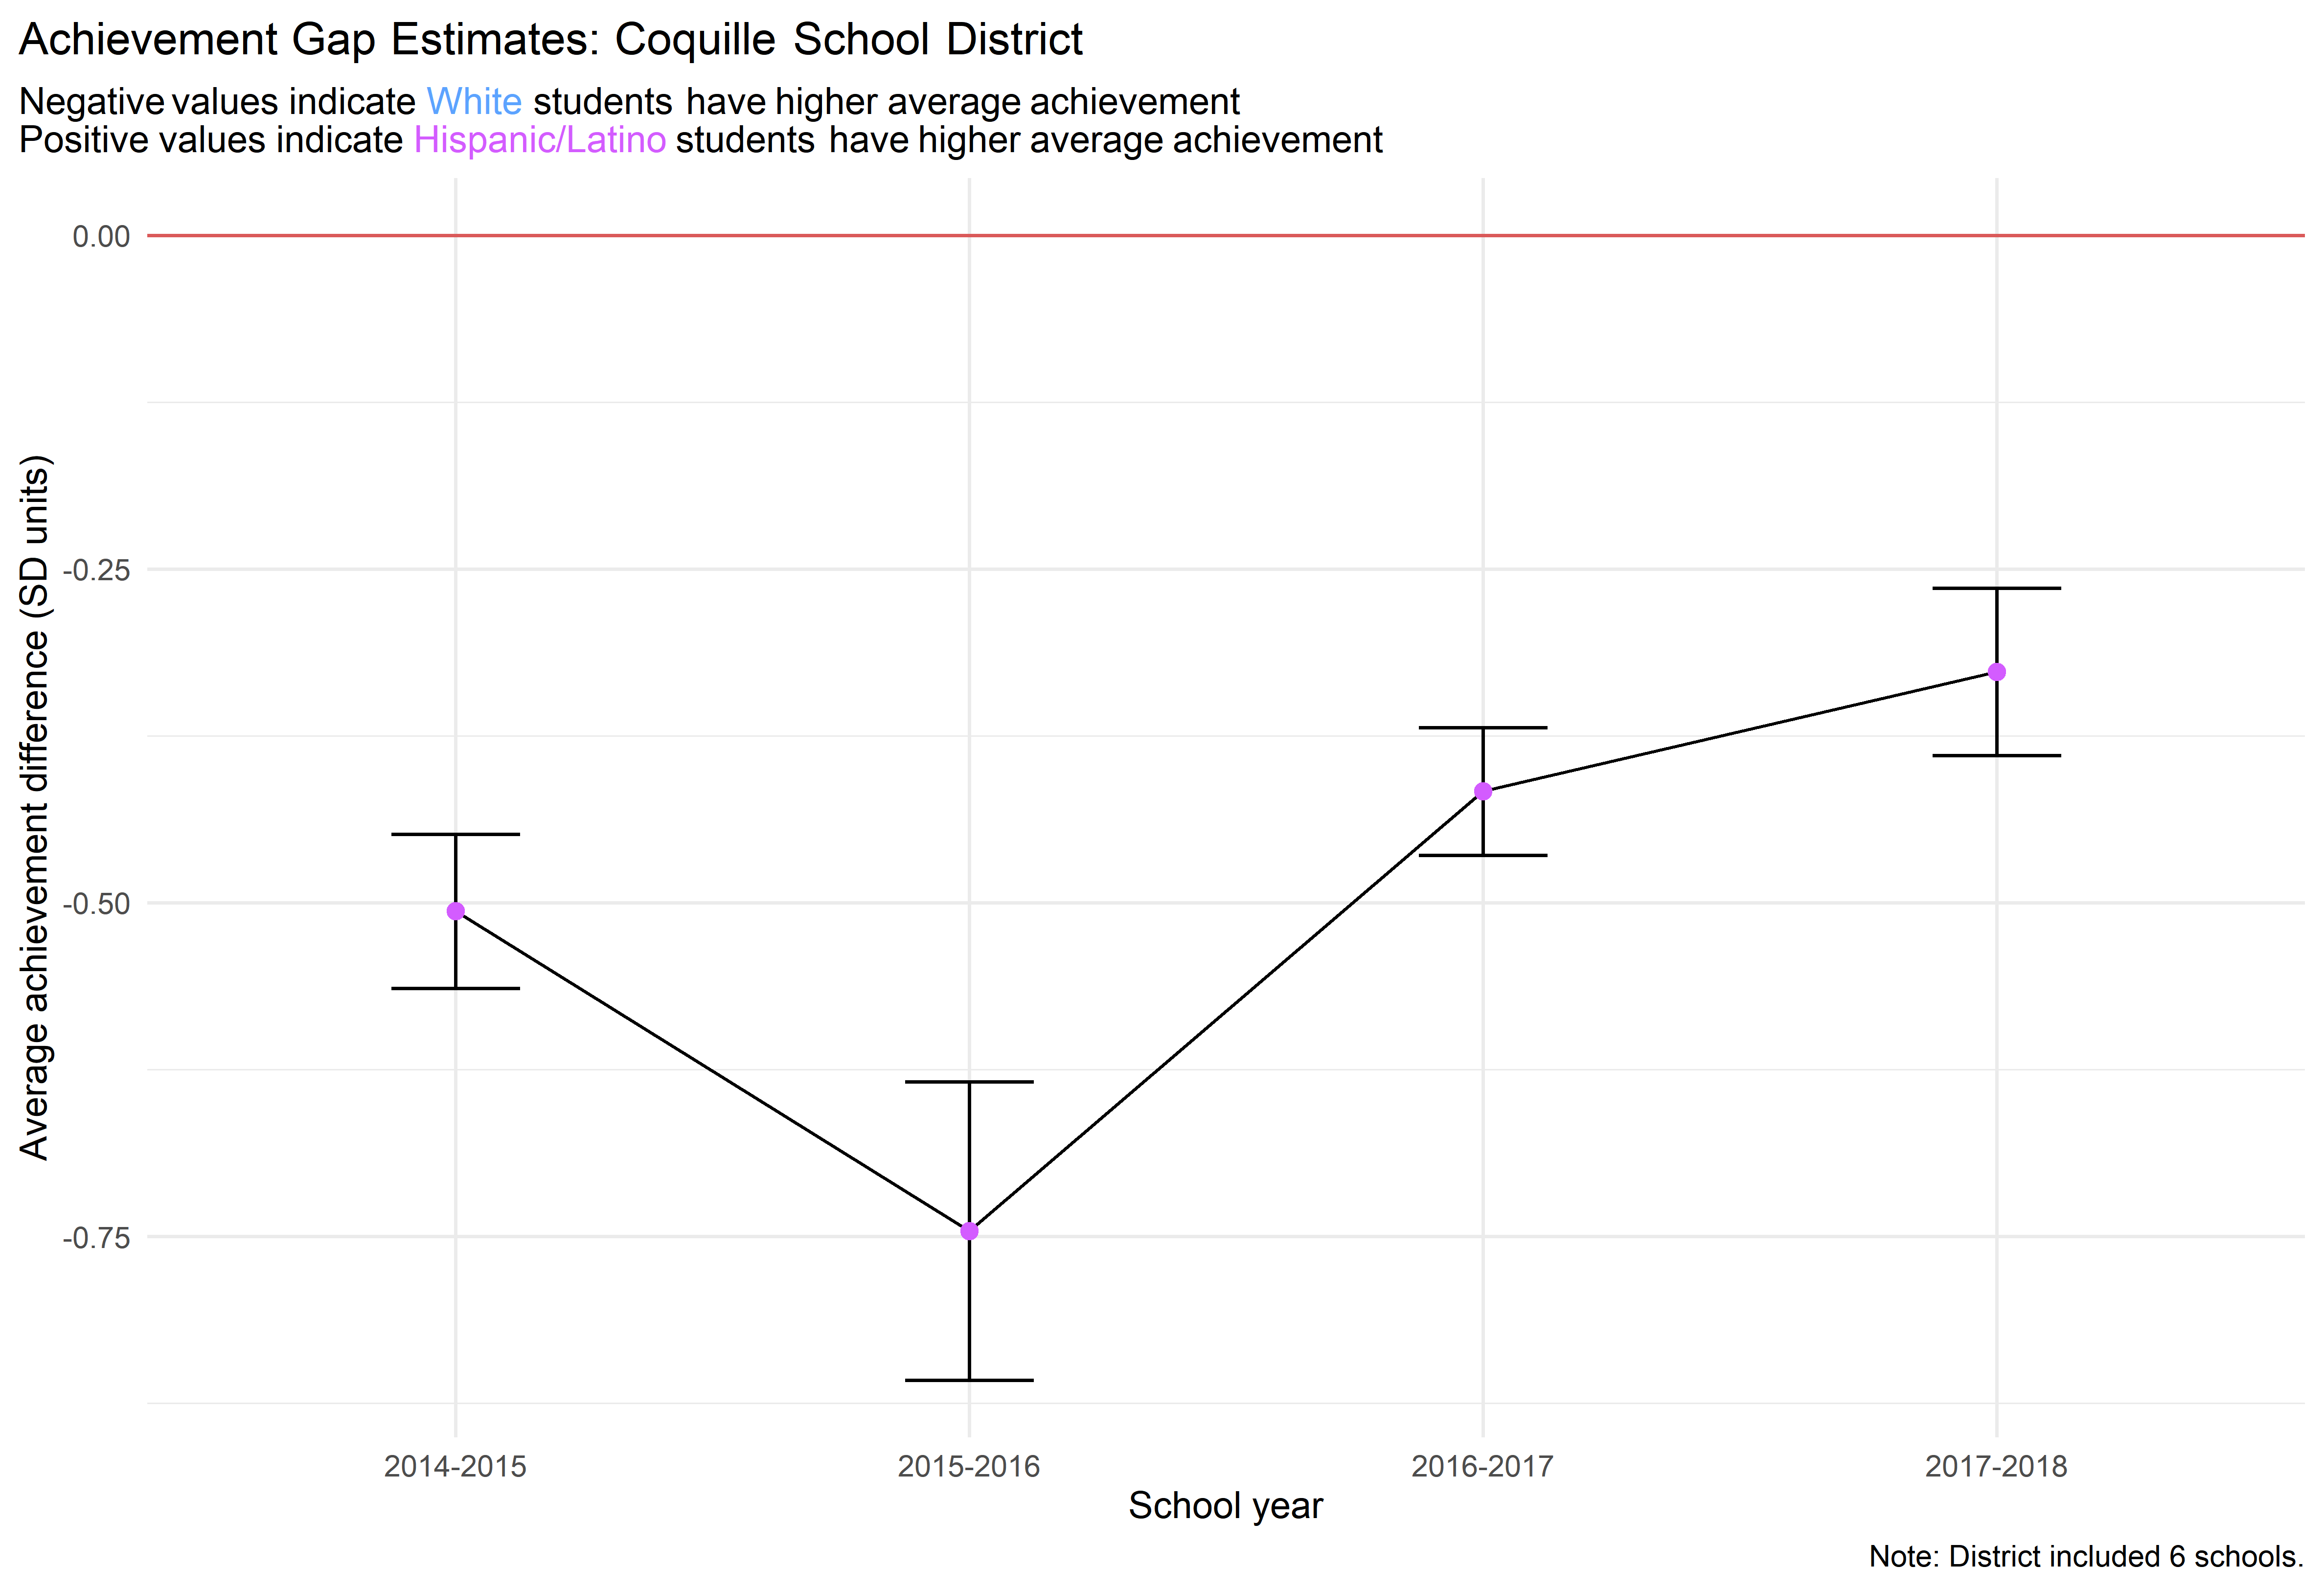 Achievement Gap Estimates: Coquille School District
Negative values indicate White students have higher average achievement
Positive values indicate Hispanic/Latino students have higher average achievement
Average achievement difference (SD units)
0.00
-0.25
-0.50
-0.75
2014-2015
2015-2016
2016-2017
2017-2018
School year
Note: District included 6 schools.